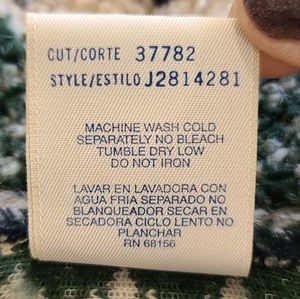 CUT/CORTE 37782
STYLE/ESTILO J2814281
MACHINE WASH COLD
SEPARATELY NO BLEACH
TUMBLE DRY LOW
DO NOT IRON
LAVAR EN LAVADORA CON
AGUA FRIA SEPARADO NO
BLANQUEADOR SECAR EN
SECADORA CICLO LENTO NO
PLANCHAR
RN 68156